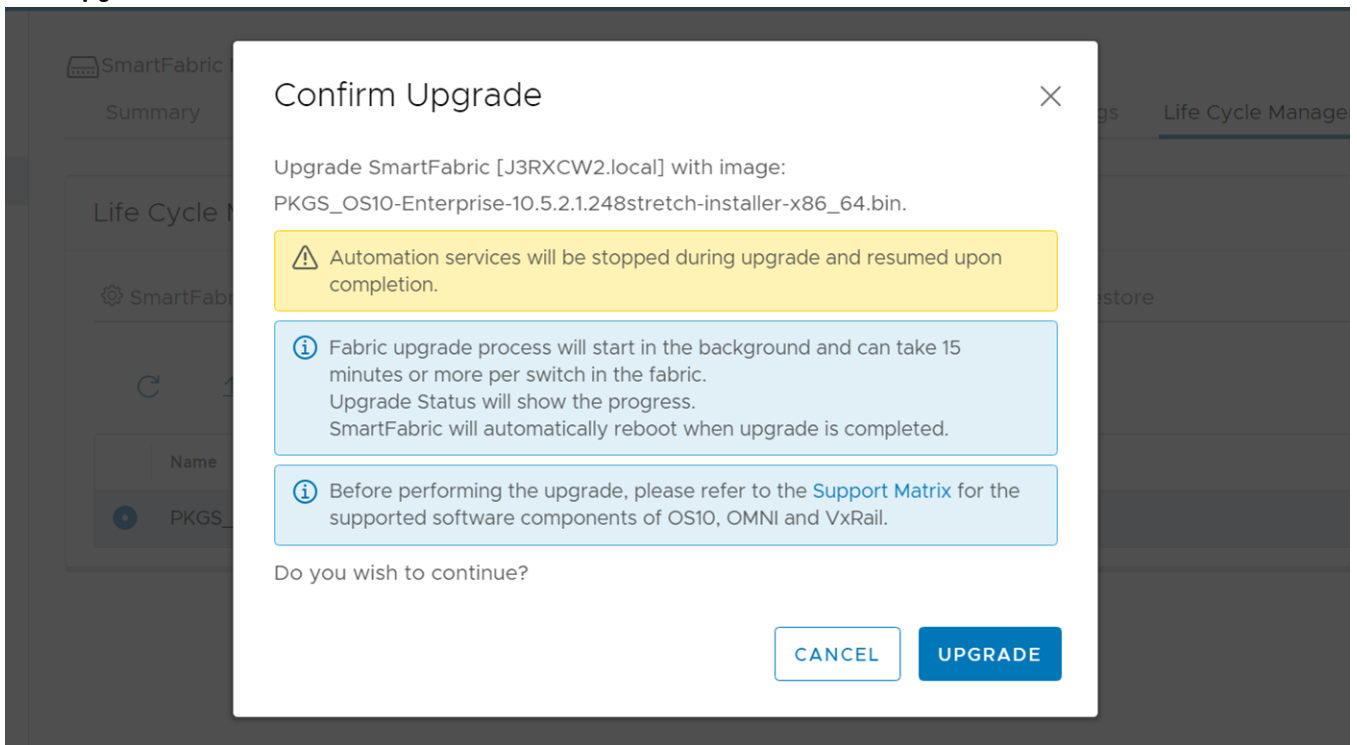 SmartFabric
Summary
gs
Life Cycle Manage
Life Cycle
SmartFab
estore
Name
PKGS_
Confirm Upgrade
Upgrade SmartFabric [J3RXCW2.local] with image:
PKGS_OS10-Enterprise-10.5.2.1.248stretch-installer-x86_64.bin.
Automation services will be stopped during upgrade and resumed upon
completion.
Fabric upgrade process will start in the background and can take 15
minutes or more per switch in the fabric.
Upgrade Status will show the progress.
SmartFabric will automatically reboot when upgrade is completed.
Before performing the upgrade, please refer to the Support Matrix for the
supported software components of OS10, OMNI and VxRail.
Do you wish to continue?
CANCEL
UPGRADE